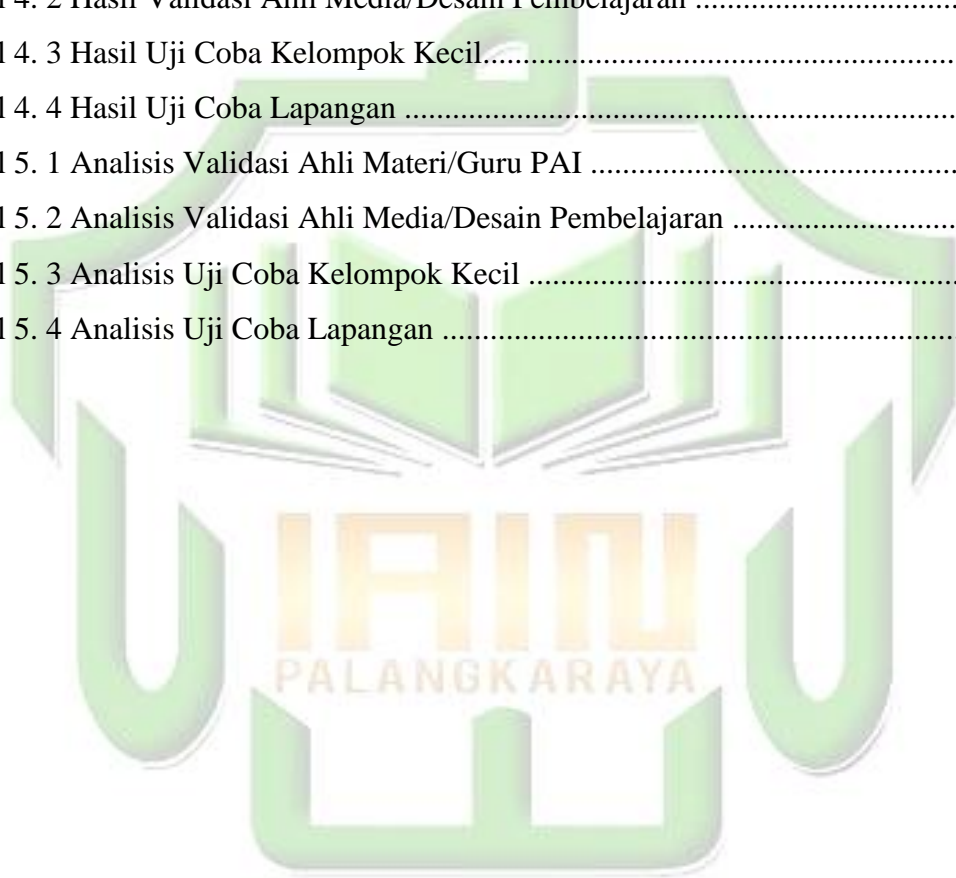 4. 2 Hasil Validasi Ahli Media/Desain Pembelajaran ..............................
4. 3 Hasil Uji Coba Kelompok Kecil......................................................
4. 4 Hasil Uji Coba Lapangan ................................................................
5. 1 Analisis Validasi Ahli Materi/Guru PAI ..........................................
5. 2 Analisis Validasi Ahli Media/Desain Pembelajaran .........................
5. 3 Analisis Uji Coba Kelompok Kecil .................................................
5. 4 Analisis Uji Coba Lapangan ...........................................................
IAIN
PALANGKARAYA